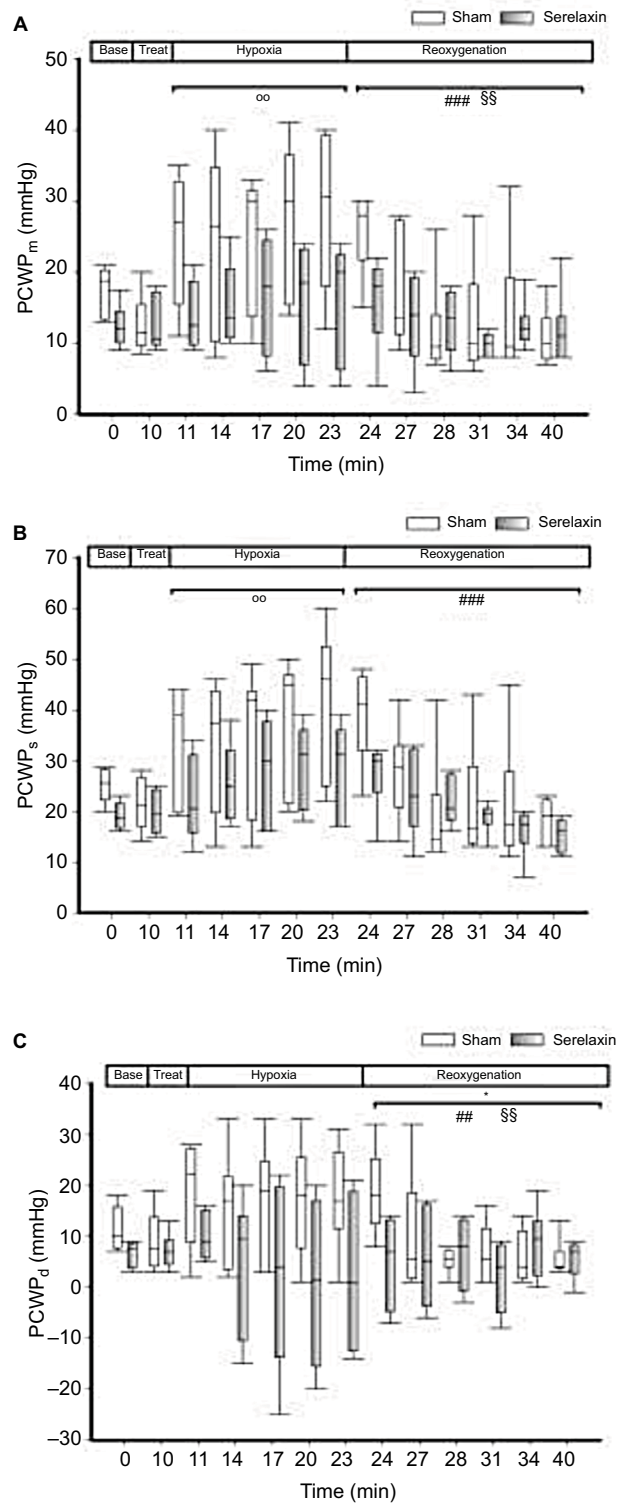 A
Sham Serelaxin
Base Treat Hypoxia Reoxygenation
50
40
30
20
10
0
oo
### §§
PCWPm (mmHg)
0 10 11 14 17 20 23 24 27 28 31 34 40
Time (min)
B
Sham Serelaxin
Base Treat Hypoxia Reoxygenation
70
60
50
40
30
20
10
0
oo
###
PCWPs (mmHg)
0 10 11 14 17 20 23 24 27 28 31 34 40
Time (min)
C
Sham Serelaxin
Base Treat Hypoxia Reoxygenation
40
30
20
10
0
–10
–20
–30
*
## §§
PCWPd (mmHg)
0 10 11 14 17 20 23 24 27 28 31 34 40
Time (min)